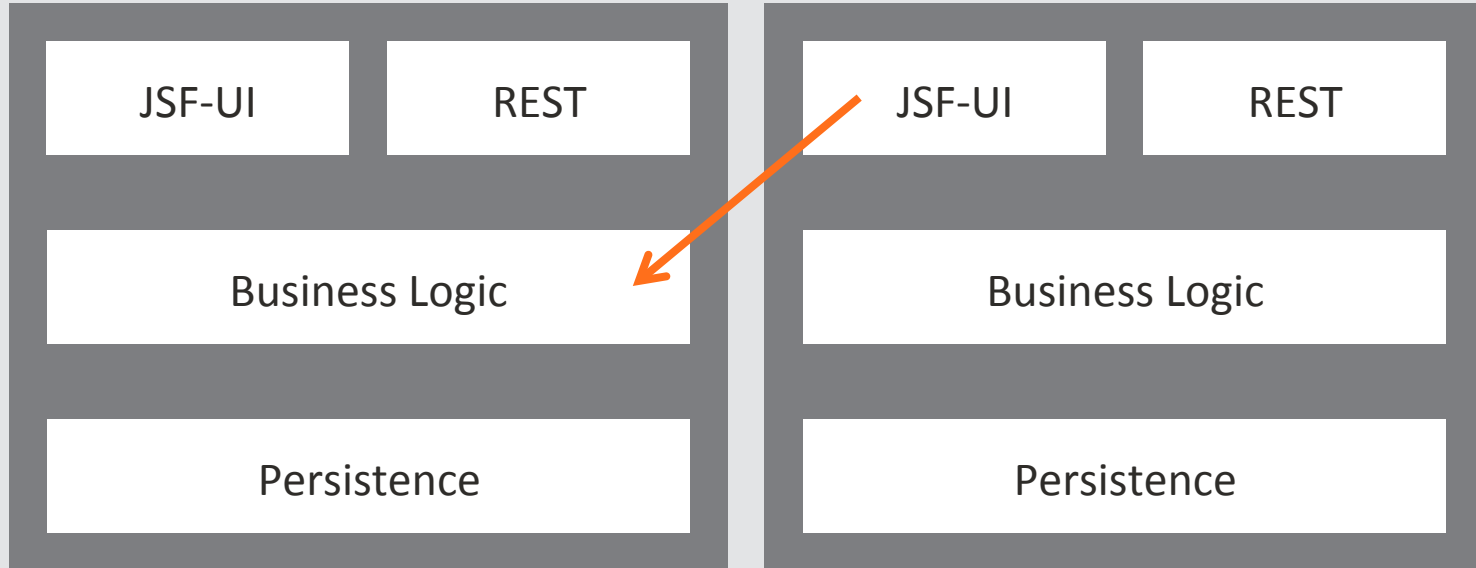 JSF-UI
REST
Business Logic
Persistence
JSF-UI
REST
Business Logic
Persistence